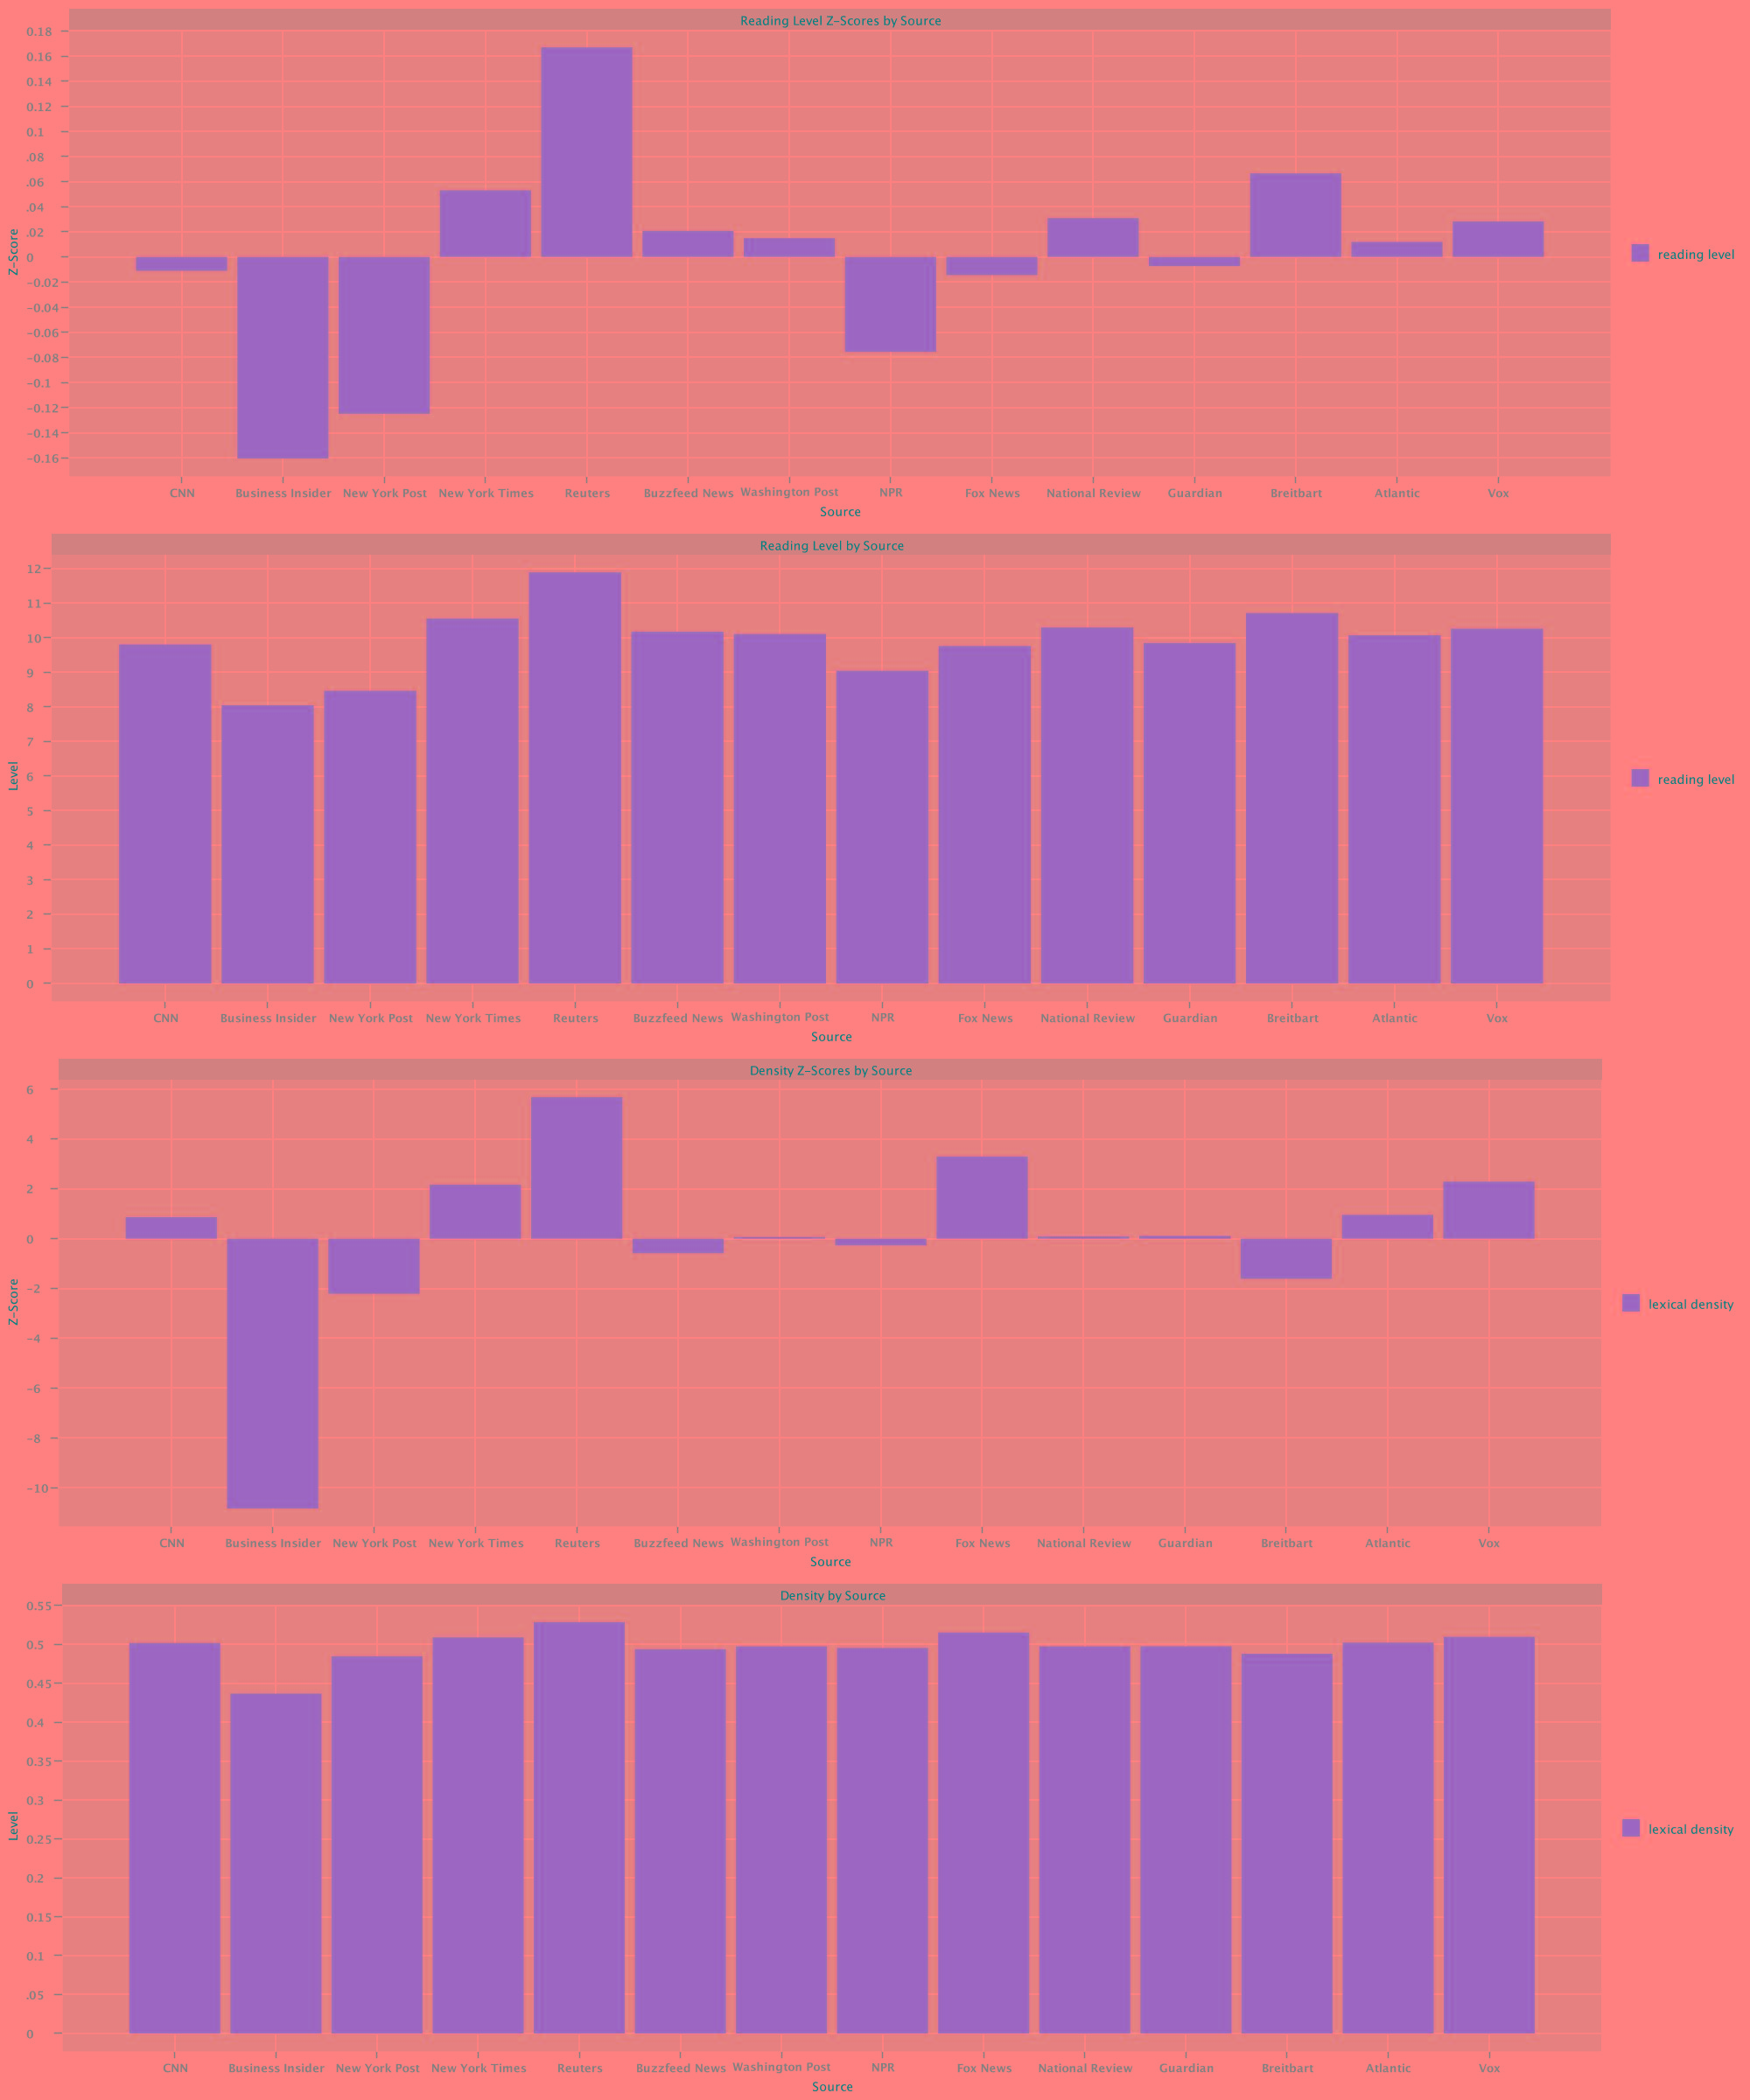 Reading Level Z-Scores by Source
0.18
0.16
0.14
0.12
0.1
.08
.06
.04
.02
0
-0.02
-0.04
-0.06
-0.08
-0.1
-0.12
-0.14
-0.16
Z-Score
CNN Business Insider New York Post New York Times Reuters Buzzfeed News Washington Post NPR Fox News National Review Guardian Breitbart Atlantic Vox
Source
reading level
Reading Level by Source
12
11
10
9
8
7
6
5
4
3
2
1
0
Level
CNN Business Insider New York Post New York Times Reuters Buzzfeed News Washington Post NPR Fox News National Review Guardian Breitbart Atlantic Vox
Source
reading level
Density Z-Scores by Source
6
4
2
0
-2
-4
-6
-8
-10
Z-Score
CNN Business Insider New York Post New York Times Reuters Buzzfeed News Washington Post NPR Fox News National Review Guardian Breitbart Atlantic Vox
Source
lexical density
Density by Source
0.55
0.5
0.45
0.4
0.35
0.3
0.25
0.2
0.15
0.1
.05
0
Level
CNN Business Insider New York Post New York Times Reuters Buzzfeed News Washington Post NPR Fox News National Review Guardian Breitbart Atlantic Vox
Source
lexical density